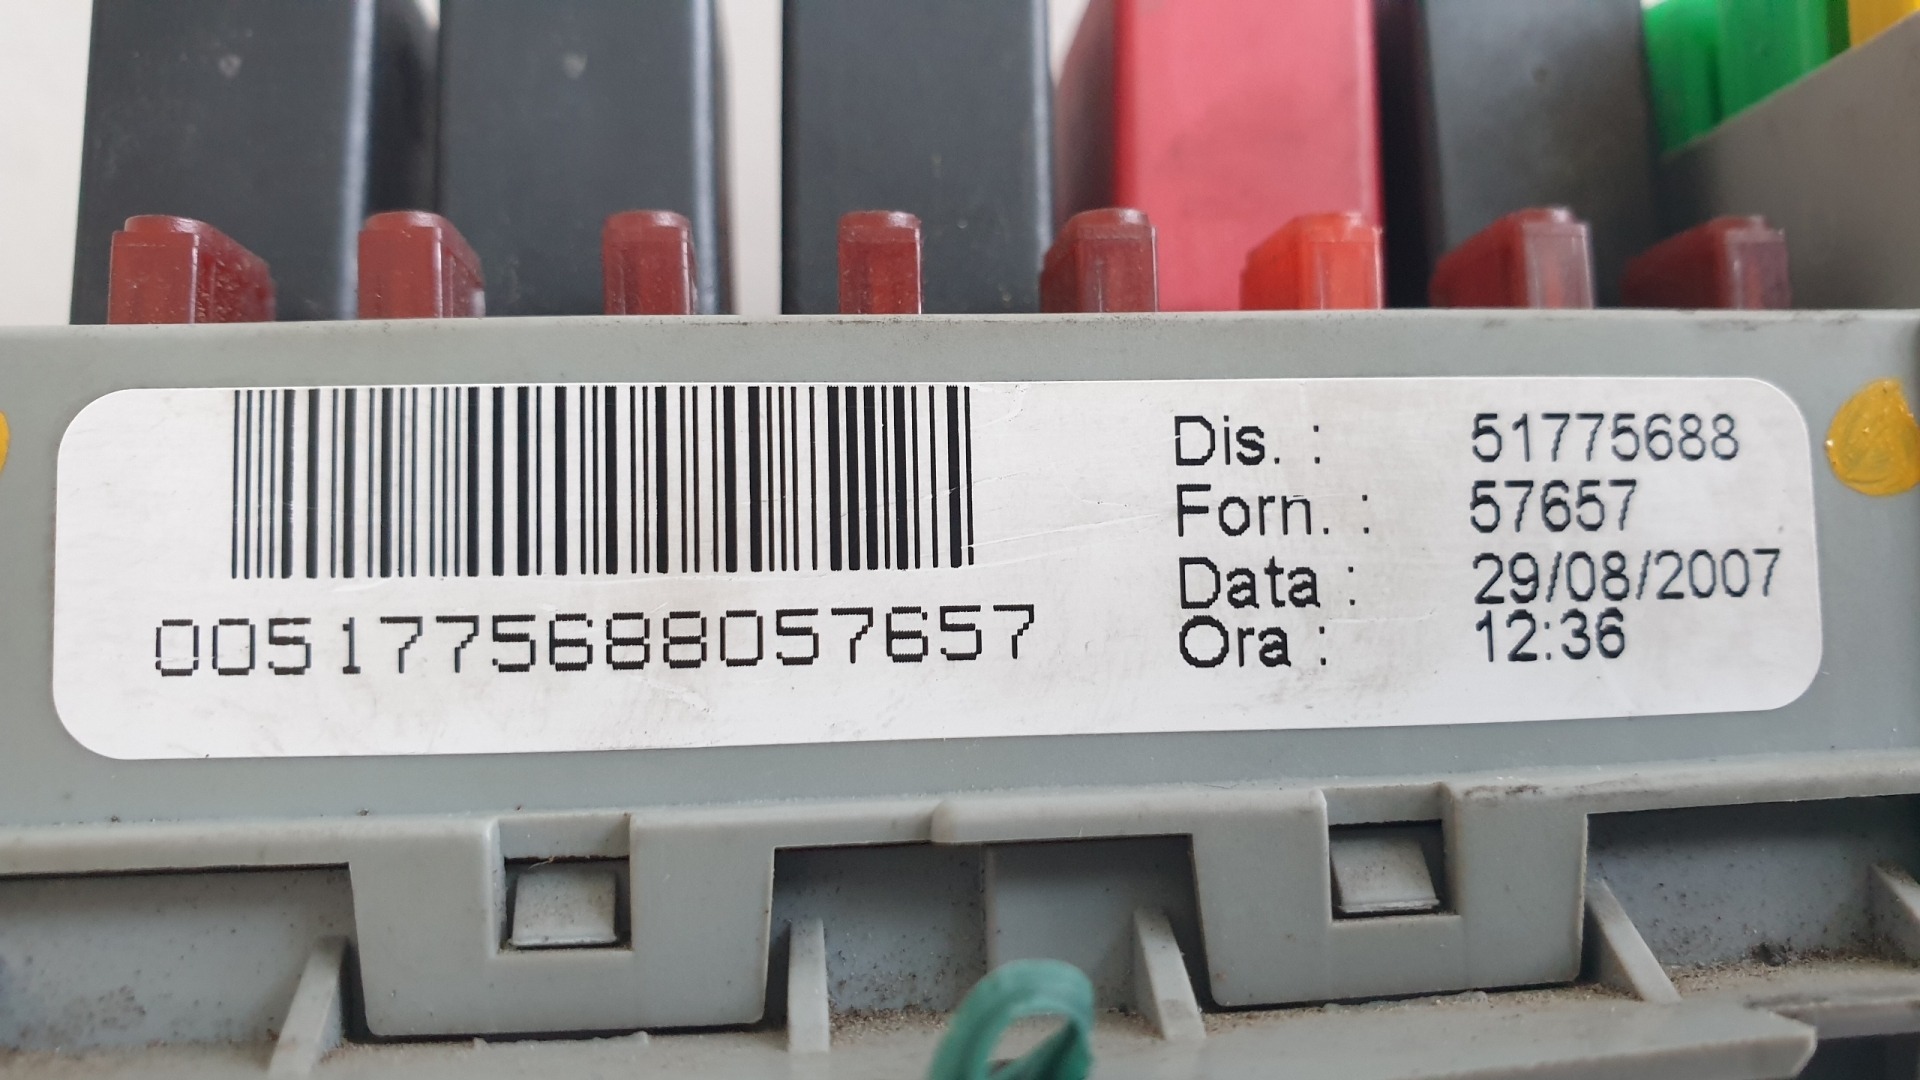 0051775688057657
Dis. : 51775688
Forn. : 57657
Data : 29/08/2007
Ora : 12:36